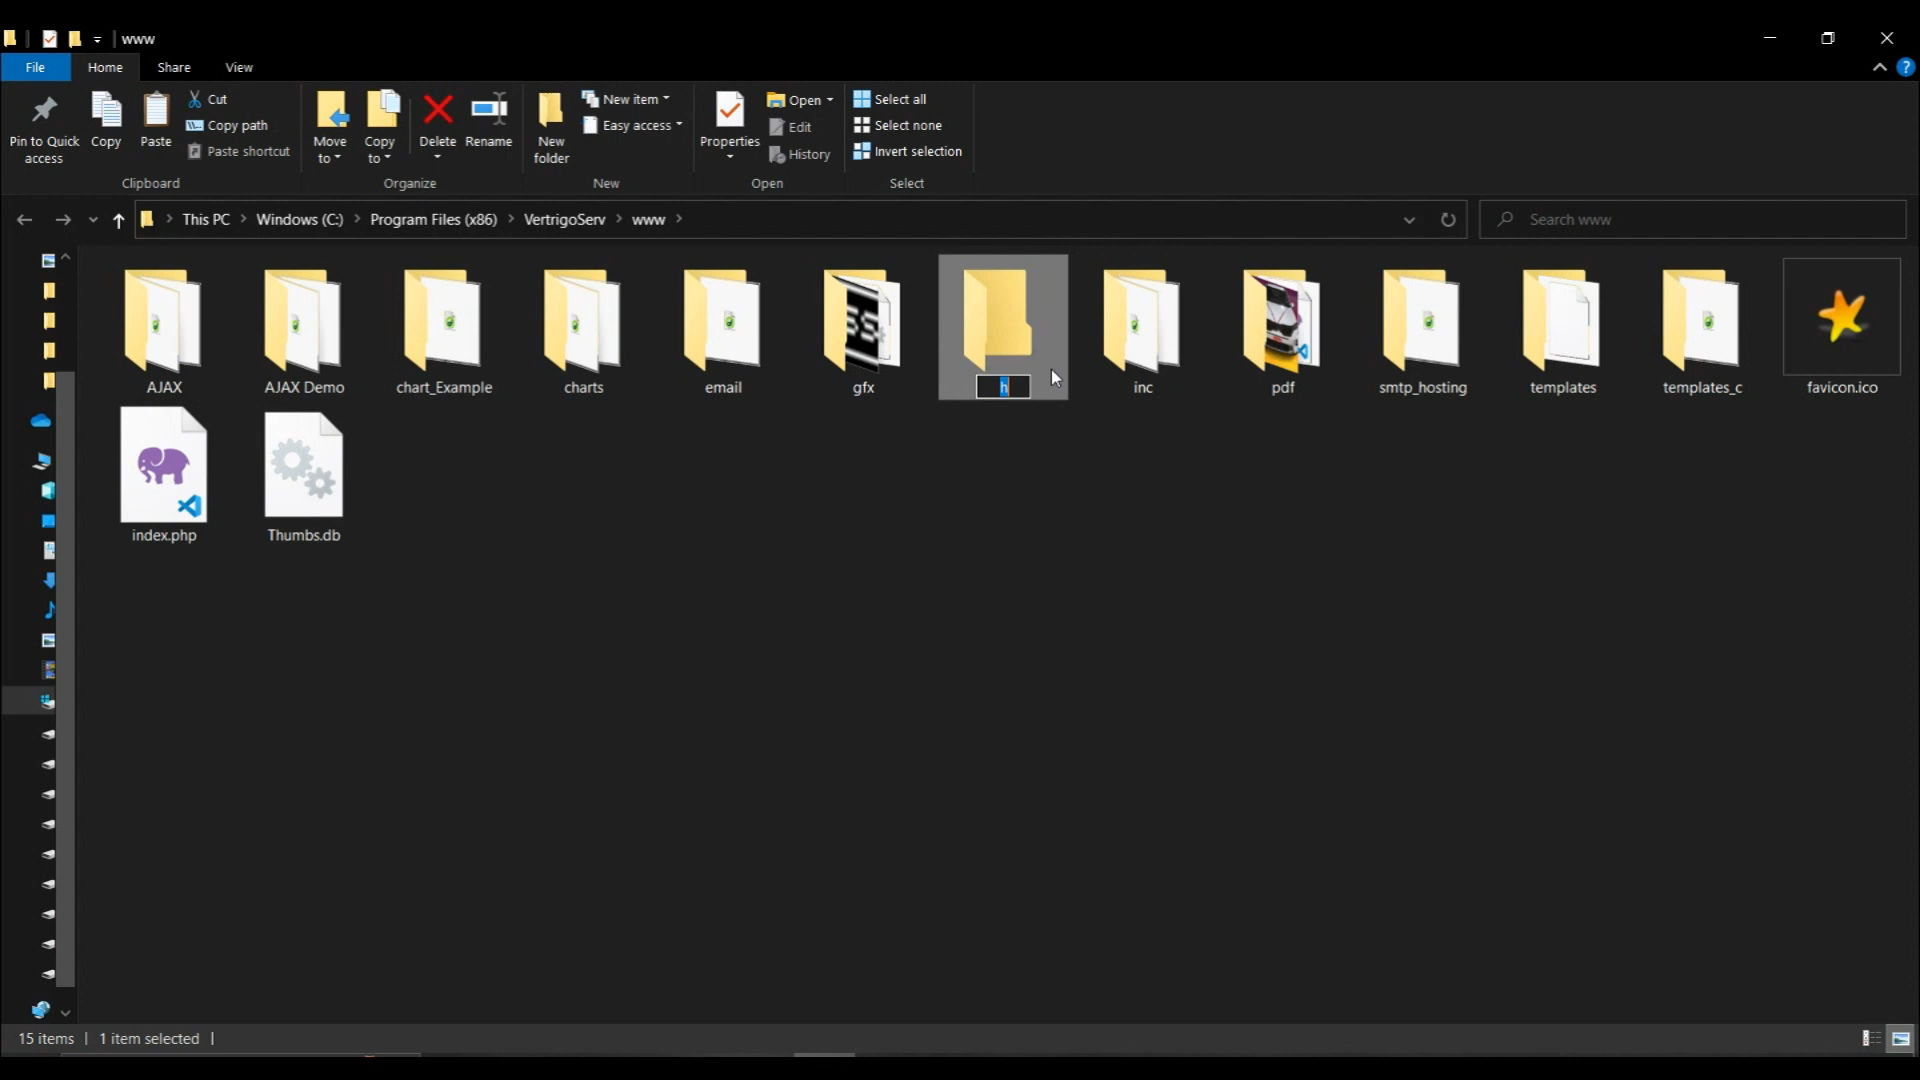 www
File Home Share View
Pin to Quick access
Copy
Paste
Cut
Copy path
Paste shortcut
Clipboard
Move to
Copy to
Delete
Rename
Organize
New folder
New item
Easy access
New
Properties
Open
Edit
History
Open
Select all
Select none
Invert selection
Select
This PC > Windows (C:) > Program Files (x86) > VertrigoServ > www >
Search www
AJAX
AJAX Demo
chart_Example
charts
email
gfx
h
inc
pdf
smtp_hosting
templates
templates_c
favicon.ico
index.php
Thumbs.db
15 items | 1 item selected |